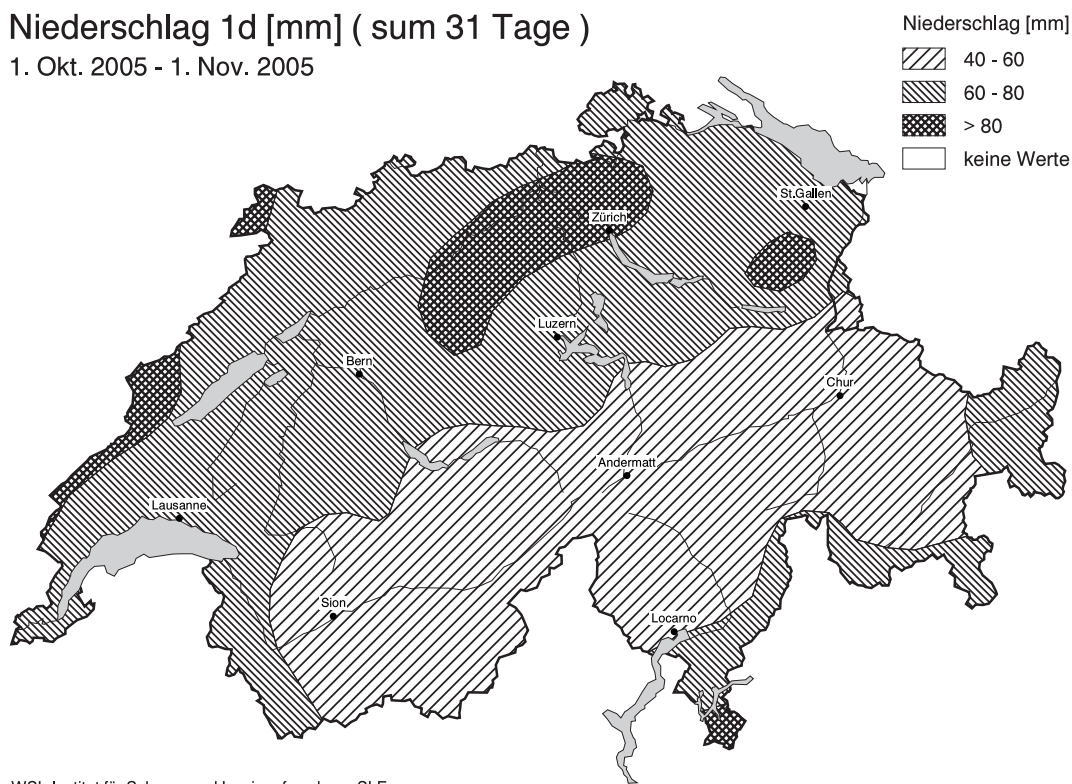 Niederschlag 1d [mm] ( sum 31 Tage )
1. Okt. 2005 - 1. Nov. 2005
Niederschlag [mm]
40 - 60
60 - 80
> 80
keine Werte
St.Gallen
Zürich
Luzern
Bern
Chur
Andermatt
Lausanne
Sion
Locarno